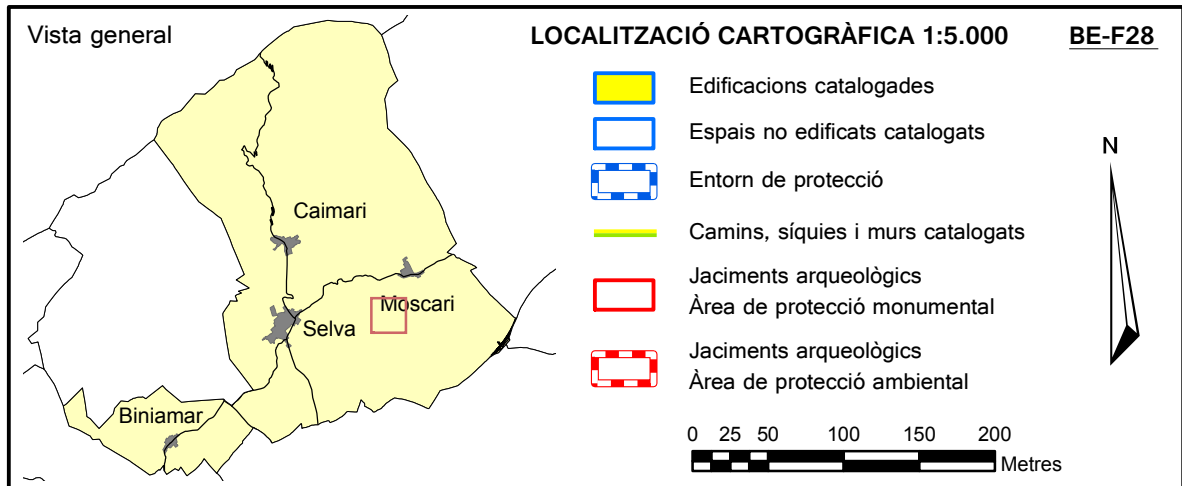 Vista general
Caimari
Moscari
Selva
Biniamar
LOCALITZACIÓ CARTOGRÀFICA 1:5.000
BE-F28
Edificacions catalogades
Espais no edificats catalogats
Entorn de protecció
Camins, síquies i murs catalogats
Jaciments arqueològics
Àrea de protecció monumental
Jaciments arqueològics
Àrea de protecció ambiental
N
0 25 50 100 150 200
Metres